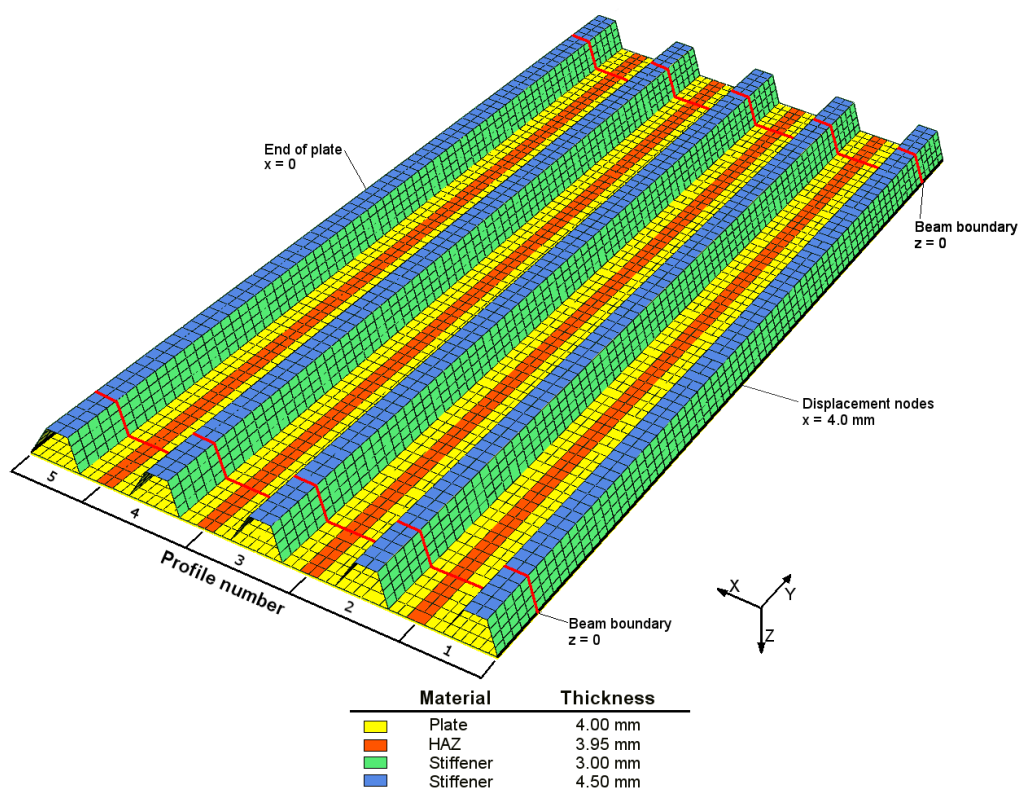 End of plate
x = 0
Beam boundary
z = 0
Displacement nodes
x = 4.0 mm
5
4
3
2
1
Profile number
Beam boundary
z = 0
X
Y
Z
Material Thickness
Plate 4.00 mm
HAZ 3.95 mm
Stiffener 3.00 mm
Stiffener 4.50 mm